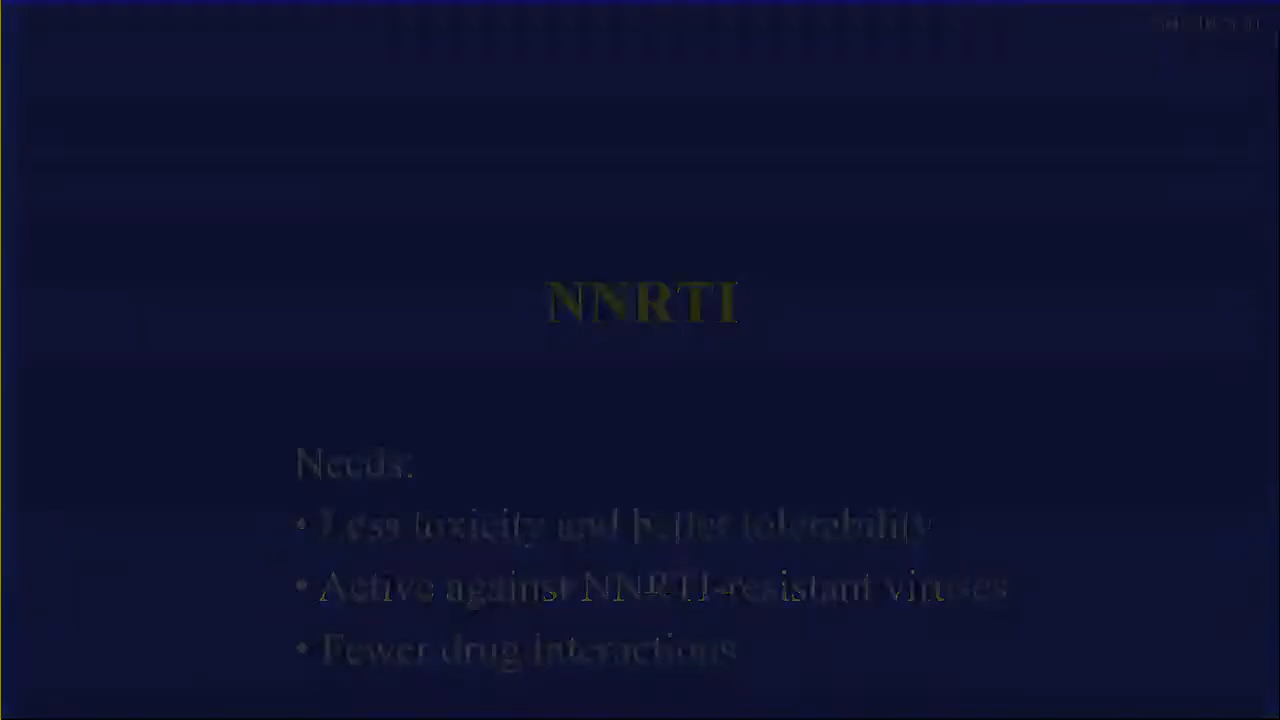 NNRTI
Needs:
• Less toxicity and better tolerability
• Active against NNRTI-resistant viruses
• Fewer drug interactions